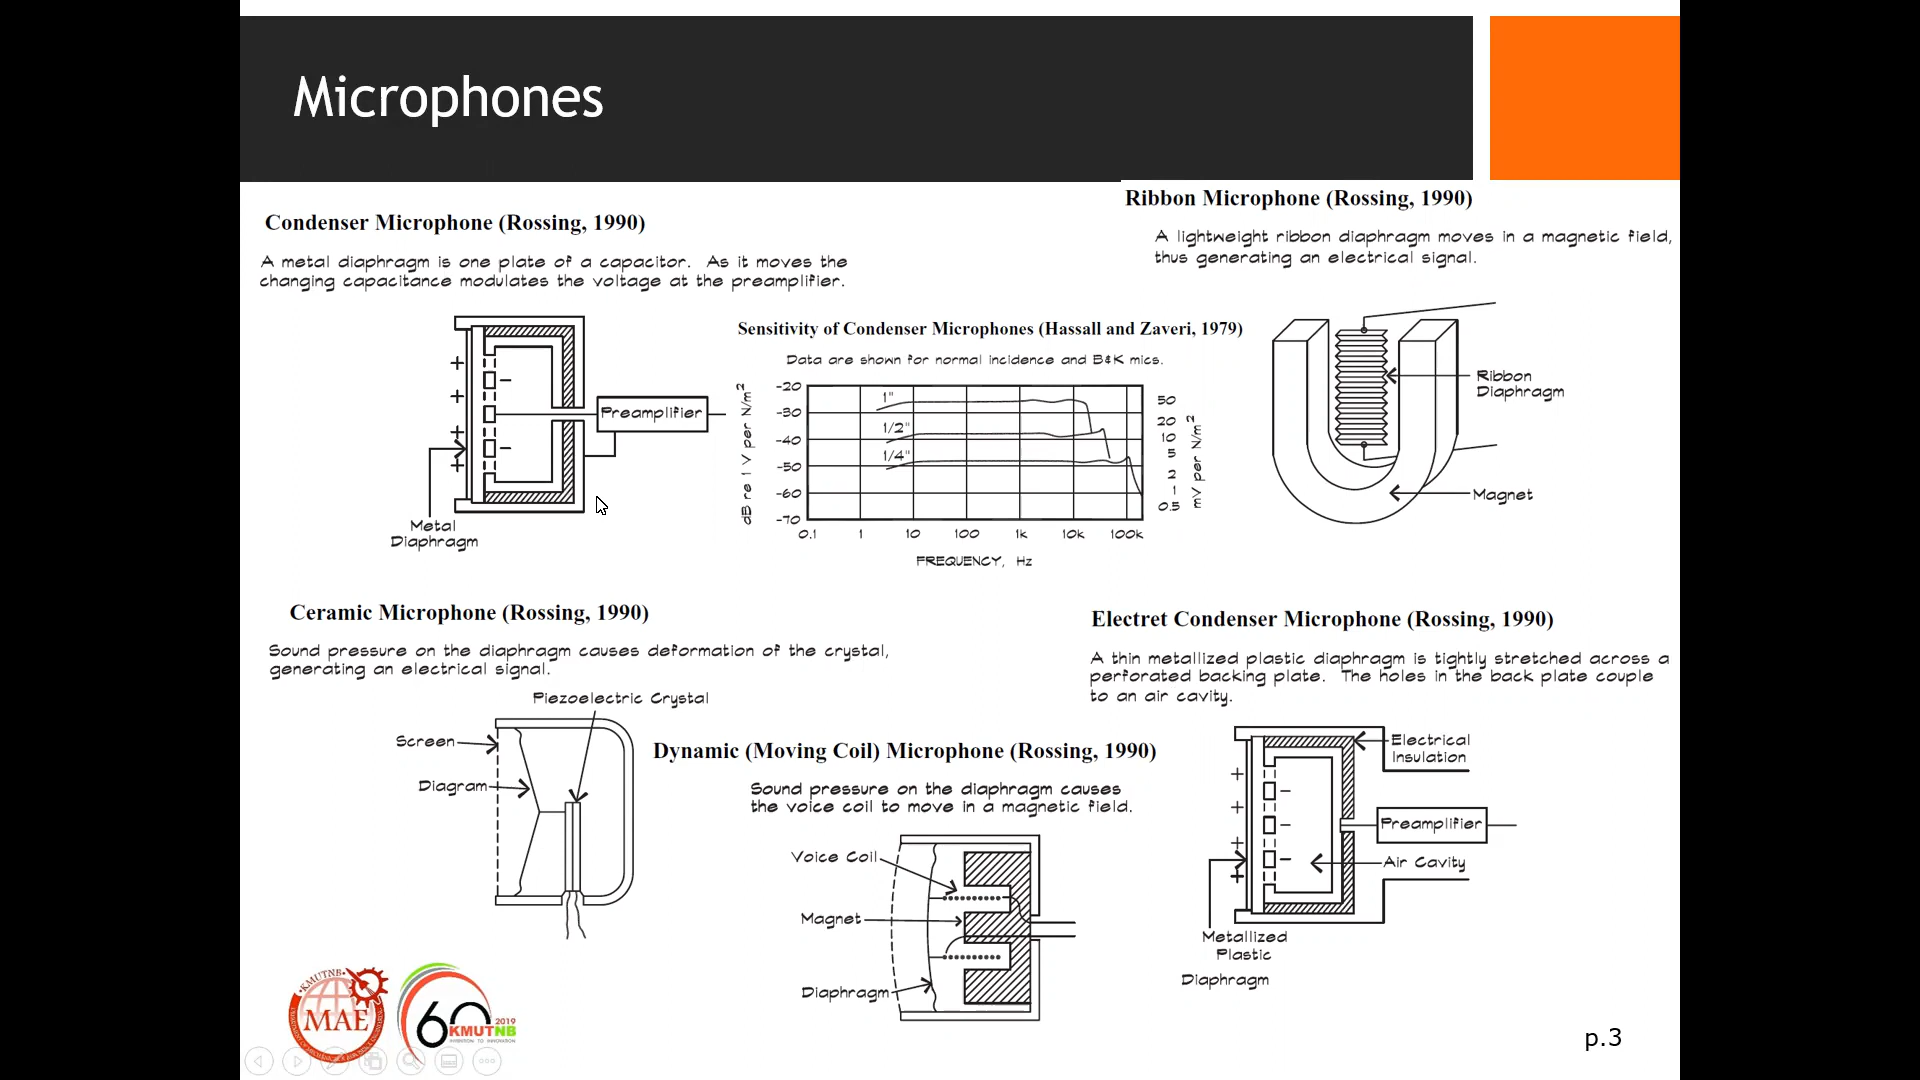 Microphones
Condenser Microphone (Rossing, 1990)
A metal diaphragm is one plate of a capacitor. As it moves the
changing capacitance modulates the voltage at the preamplifier.
+
+
+
+
–
–
Preamplifier
Metal
Diaphragm
Sensitivity of Condenser Microphones (Hassall and Zaveri, 1979)
Data are shown for normal incidence and B&K mics.
dB re 1 V per N/m²
-20
-30
-40
-50
-60
-70
1"
1/2"
1/4"
50
20
10
5
2
1
0.5
mV per N/m²
0.1 1 10 100 1k 10k 100k
FREQUENCY, Hz
Ribbon Microphone (Rossing, 1990)
A lightweight ribbon diaphragm moves in a magnetic field,
thus generating an electrical signal.
Ribbon
Diaphragm
Magnet
Ceramic Microphone (Rossing, 1990)
Sound pressure on the diaphragm causes deformation of the crystal,
generating an electrical signal.
Piezoelectric Crystal
Screen
Diagram
Dynamic (Moving Coil) Microphone (Rossing, 1990)
Sound pressure on the diaphragm causes
the voice coil to move in a magnetic field.
Voice Coil
Magnet
Diaphragm
Electret Condenser Microphone (Rossing, 1990)
A thin metallized plastic diaphragm is tightly stretched across a
perforated backing plate. The holes in the back plate couple
to an air cavity.
Electrical
Insulation
+
+
+
+
–
–
–
Preamplifier
Air Cavity
Metallized
Plastic
Diaphragm
KMUTNB
MAE
60
2019
KMUTNB
p.3